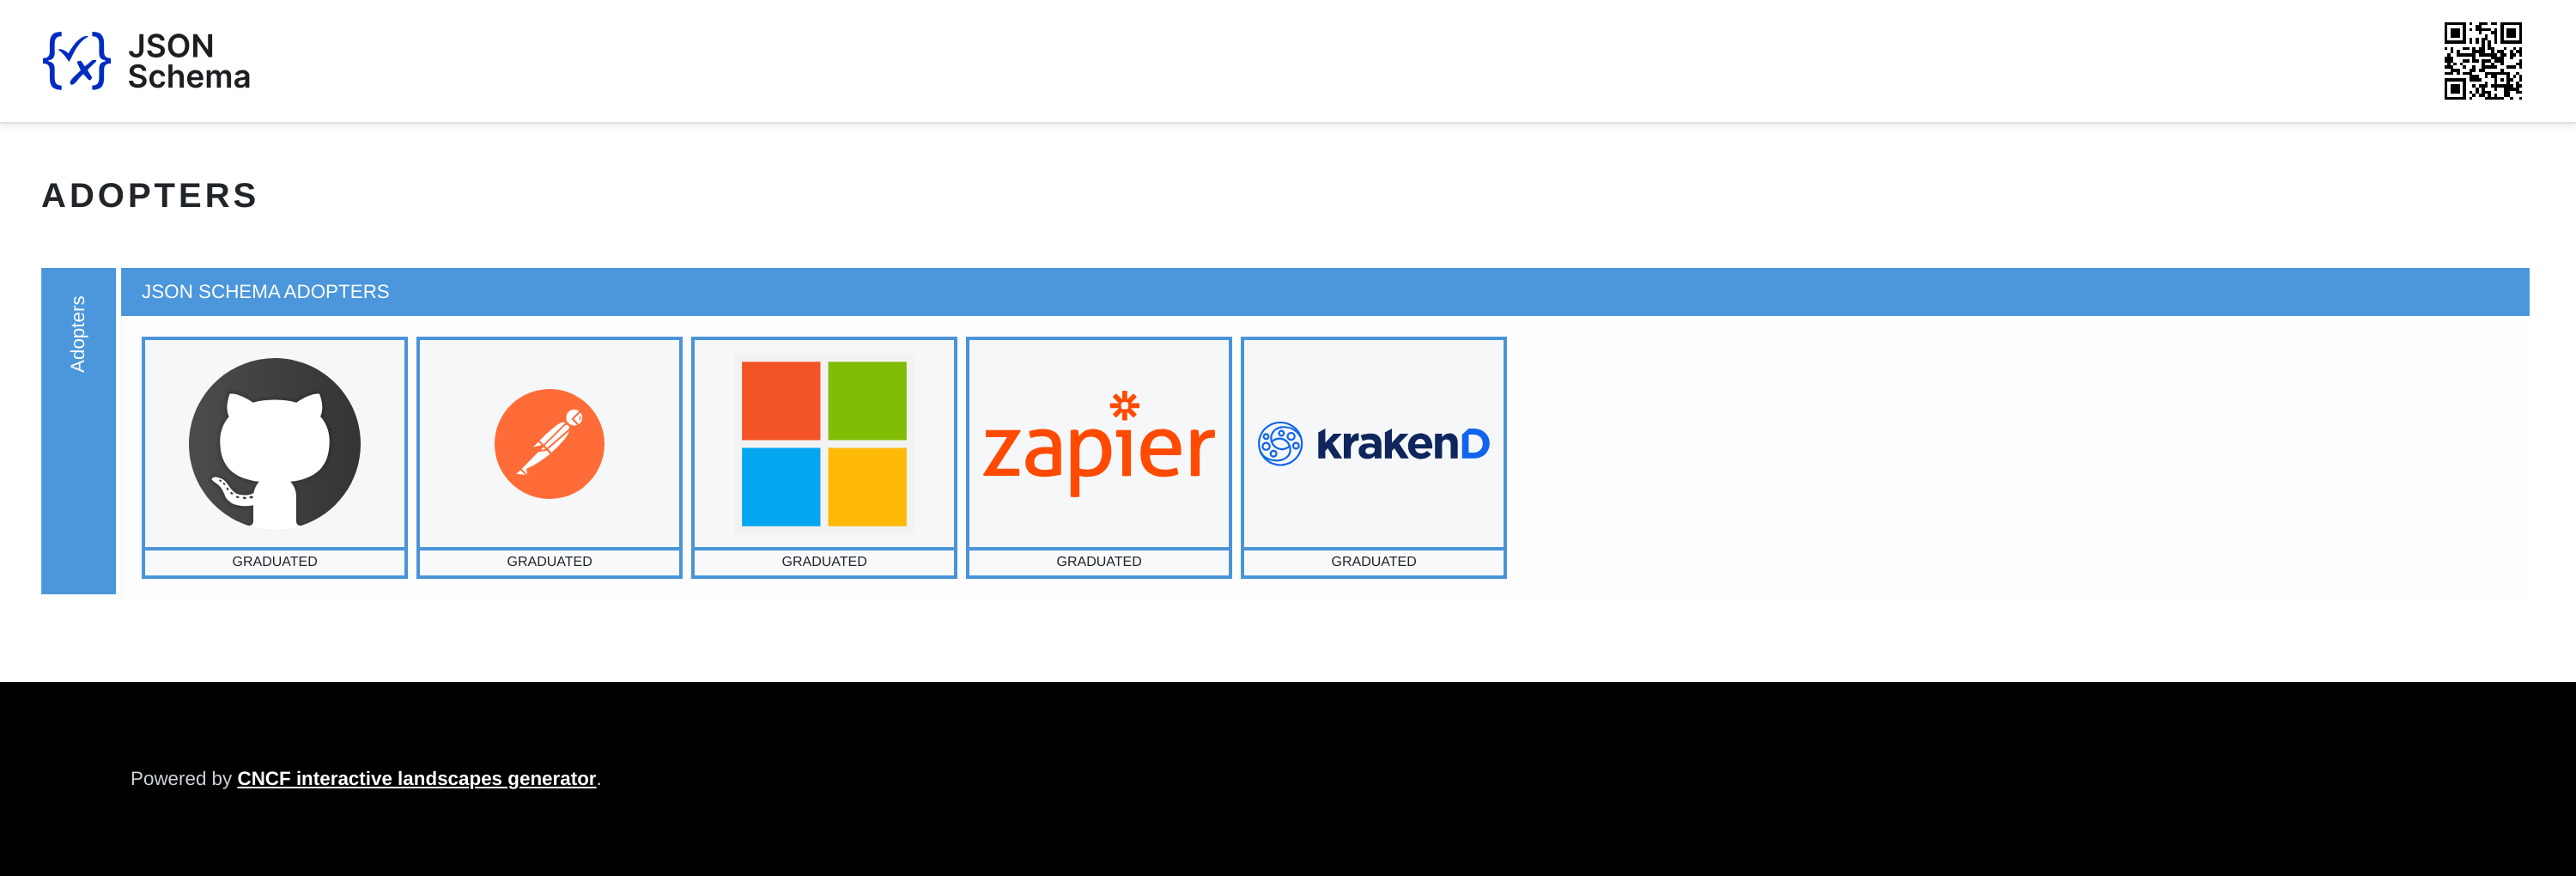 JSON
Schema
ADOPTERS
Adopters
JSON SCHEMA ADOPTERS
zapier
krakenD
GRADUATED
GRADUATED
GRADUATED
GRADUATED
GRADUATED
Powered by CNCF interactive landscapes generator.